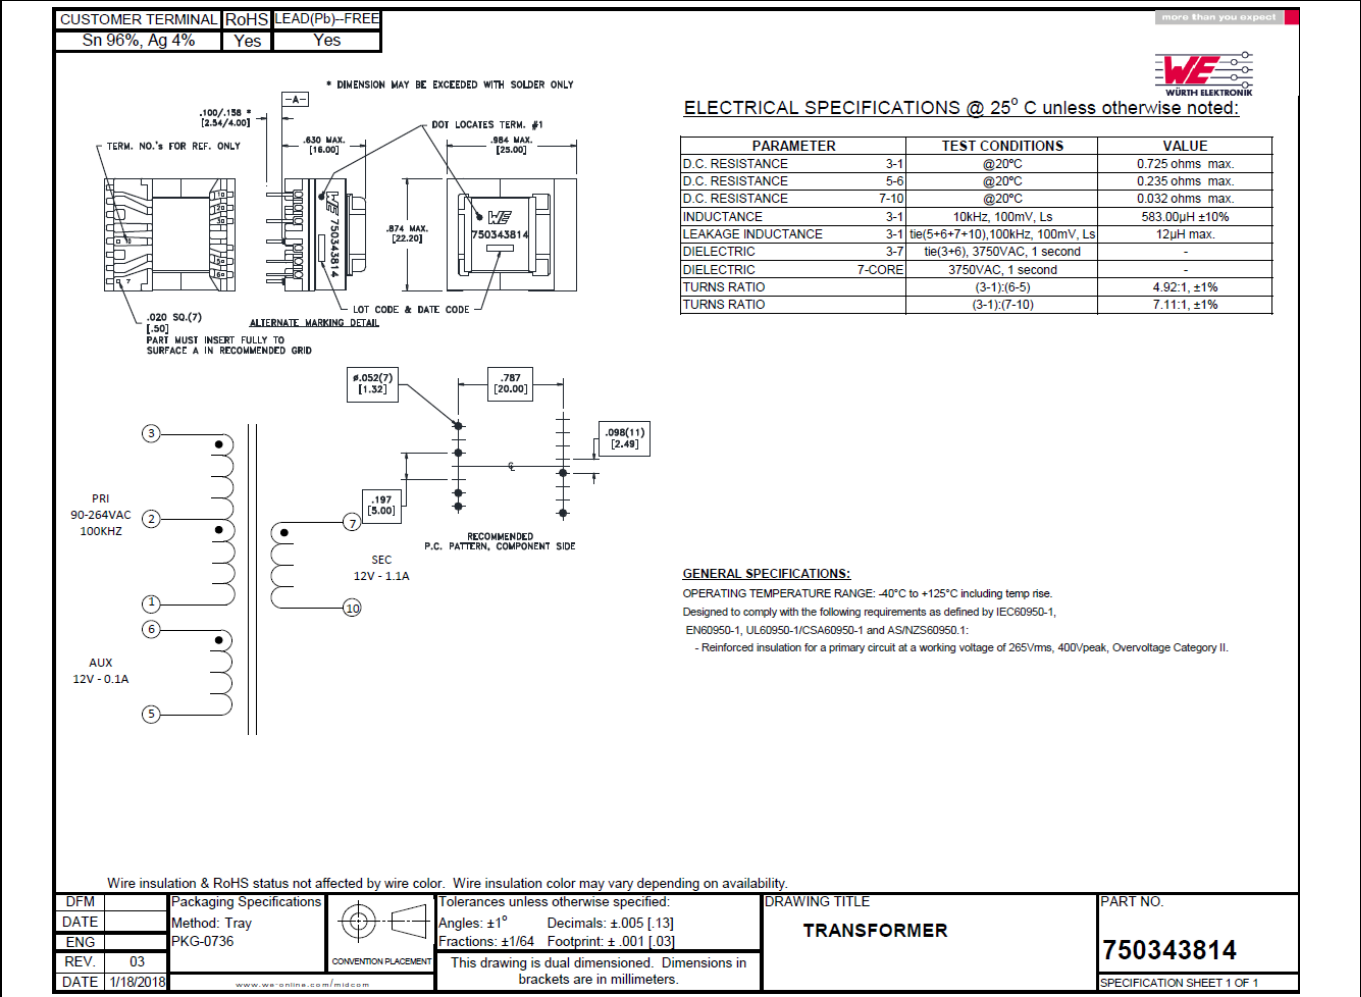 CUSTOMER TERMINAL RoHS LEAD(Pb)--FREE
Sn 96%, Ag 4% Yes Yes
more than you expect
WE
WÜRTH ELEKTRONIK
* DIMENSION MAY BE EXCEEDED WITH SOLDER ONLY
-A-
.100/.158 *
[2.54/4.00]
TERM. NO.'s FOR REF. ONLY
.630 MAX.
[16.00]
DOT LOCATES TERM. #1
.984 MAX.
[25.00]
.874 MAX.
[22.20]
WE 750343814
WE
750343814
LOT CODE & DATE CODE
ALTERNATE MARKING DETAIL
.020 SQ.(7)
[.50]
PART MUST INSERT FULLY TO
SURFACE A IN RECOMMENDED GRID
ELECTRICAL SPECIFICATIONS @ 25° C unless otherwise noted:
PARAMETER TEST CONDITIONS VALUE
D.C. RESISTANCE 3-1 @20°C 0.725 ohms max.
D.C. RESISTANCE 5-6 @20°C 0.235 ohms max.
D.C. RESISTANCE 7-10 @20°C 0.032 ohms max.
INDUCTANCE 3-1 10kHz, 100mV, Ls 583.00µH ±10%
LEAKAGE INDUCTANCE 3-1 tie(5+6+7+10),100kHz, 100mV, Ls 12µH max.
DIELECTRIC 3-7 tie(3+6), 3750VAC, 1 second -
DIELECTRIC 7-CORE 3750VAC, 1 second -
TURNS RATIO (3-1):(6-5) 4.92:1, ±1%
TURNS RATIO (3-1):(7-10) 7.11:1, ±1%
ø.052(7)
[1.32]
.787
[20.00]
.098(11)
[2.49]
.197
[5.00]
RECOMMENDED
P.C. PATTERN, COMPONENT SIDE
3
PRI
90-264VAC
100KHZ
2
1
7
SEC
12V - 1.1A
10
6
AUX
12V - 0.1A
5
GENERAL SPECIFICATIONS:
OPERATING TEMPERATURE RANGE: -40°C to +125°C including temp rise.
Designed to comply with the following requirements as defined by IEC60950-1,
EN60950-1, UL60950-1/CSA60950-1 and AS/NZS60950.1:
- Reinforced insulation for a primary circuit at a working voltage of 265Vrms, 400Vpeak, Overvoltage Category II.
Wire insulation & RoHS status not affected by wire color. Wire insulation color may vary depending on availability.
DFM
DATE
ENG
REV. 03
DATE 1/18/2018
Packaging Specifications
Method: Tray
PKG-0736
www.we-online.com/midcom
CONVENTION PLACEMENT
Tolerances unless otherwise specified:
Angles: ±1° Decimals: ±.005 [.13]
Fractions: ±1/64 Footprint: ± .001 [.03]
This drawing is dual dimensioned. Dimensions in
brackets are in millimeters.
DRAWING TITLE
TRANSFORMER
PART NO.
750343814
SPECIFICATION SHEET 1 OF 1